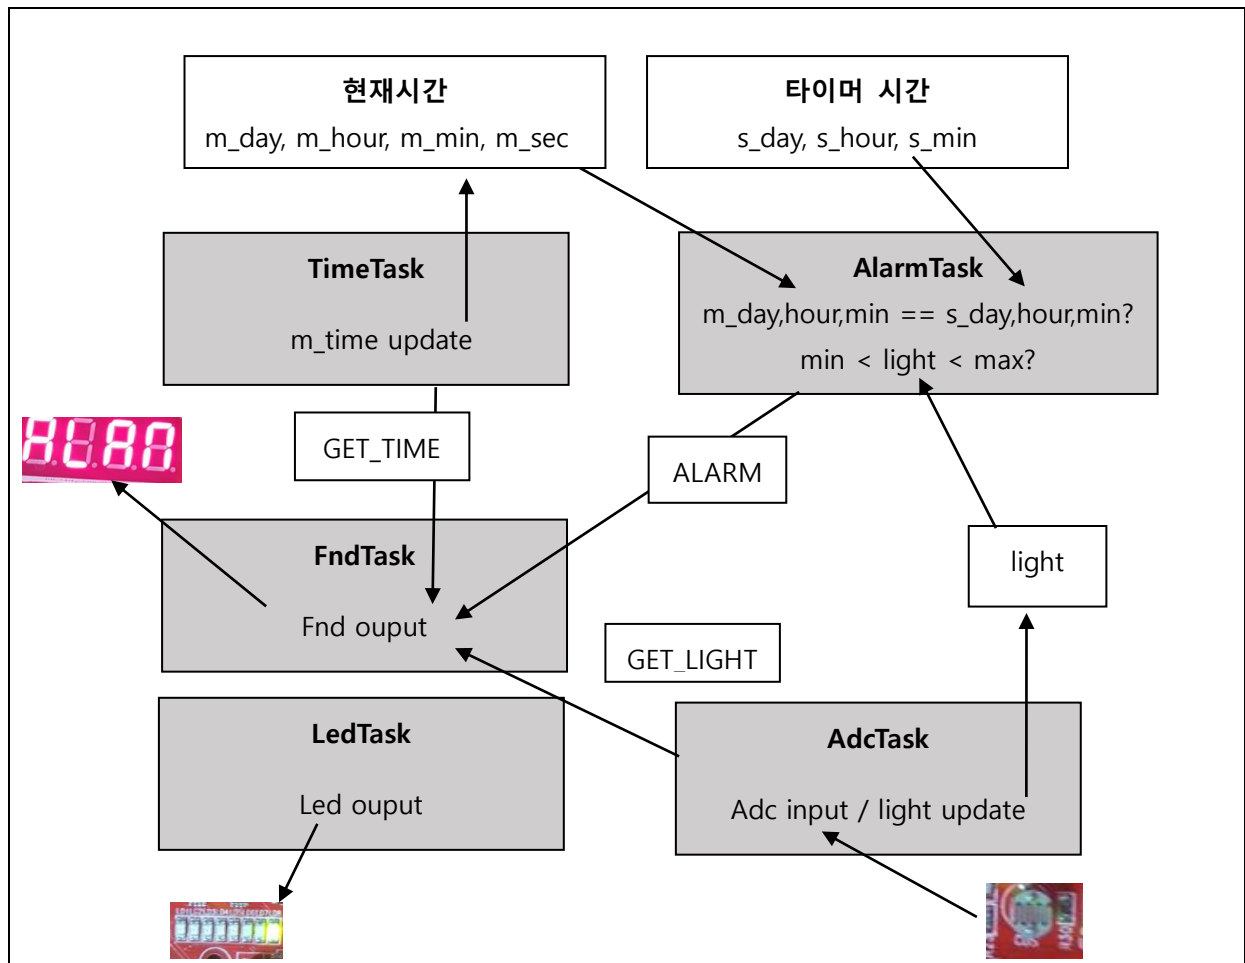 현재시간
m_day, m_hour, m_min, m_sec
타이머 시간
s_day, s_hour, s_min
TimeTask
m_time update
AlarmTask
m_day,hour,min == s_day,hour,min?
min < light < max?
GET_TIME
ALARM
FndTask
Fnd ouput
light
GET_LIGHT
LedTask
Led ouput
AdcTask
Adc input / light update